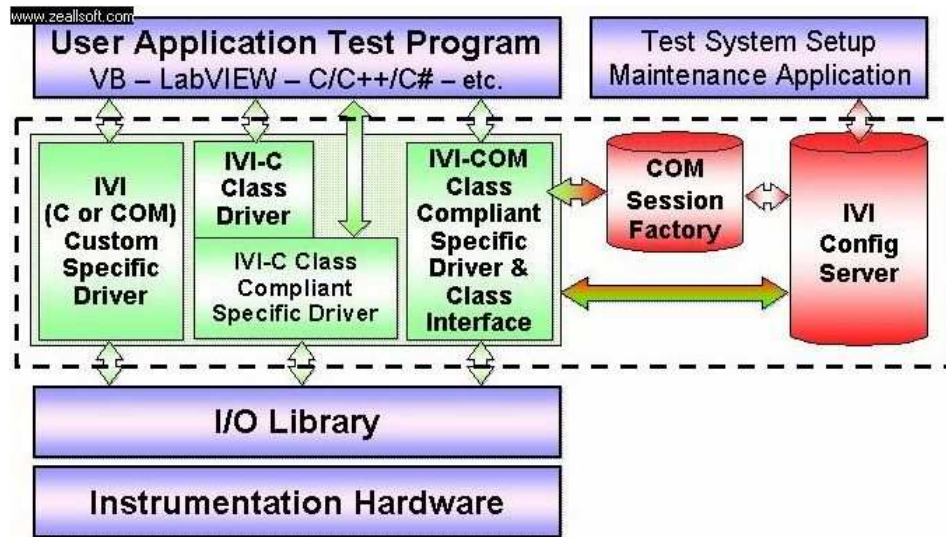 www.zeallsoft.com
User Application Test Program
VB – LabVIEW – C/C++/C# – etc.
Test System Setup
Maintenance Application
IVI
(C or COM)
Custom
Specific
Driver
IVI-C
Class
Driver
IVI-C Class
Compliant
Specific Driver
IVI-COM
Class
Compliant
Specific
Driver &
Class
Interface
COM
Session
Factory
IVI
Config
Server
I/O Library
Instrumentation Hardware